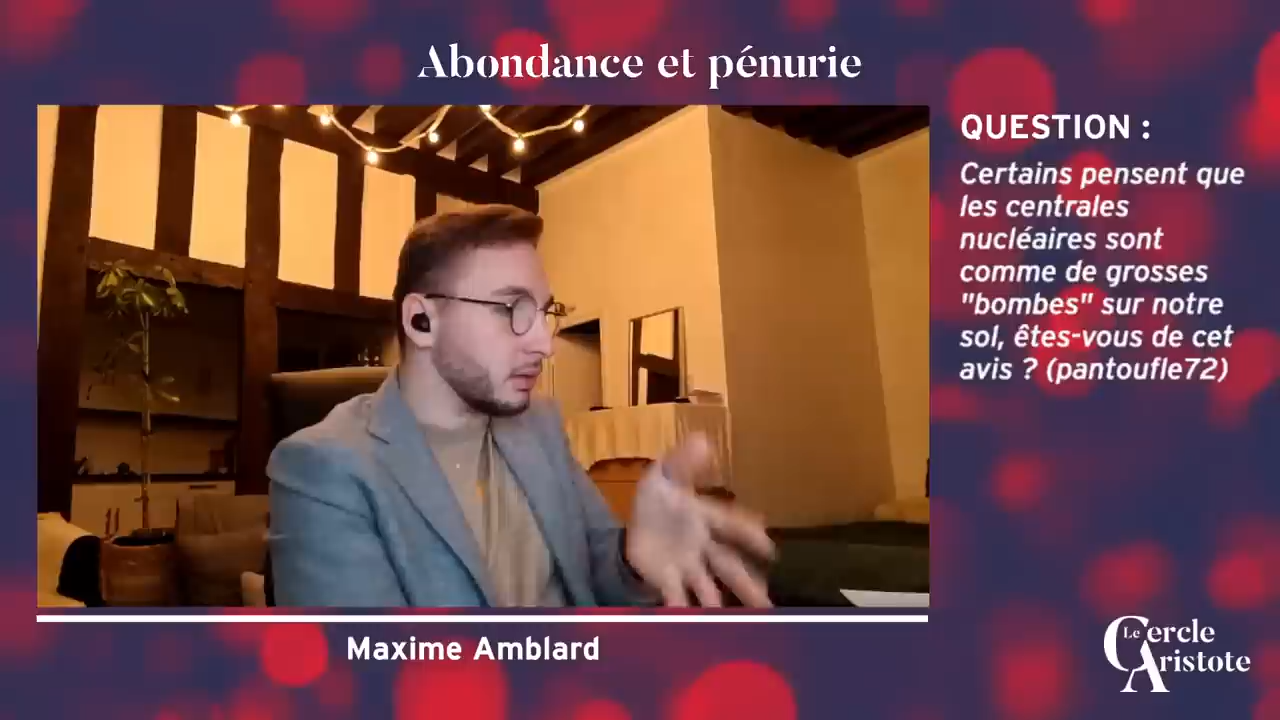 Abondance et pénurie
QUESTION :
Certains pensent que
les centrales
nucléaires sont
comme de grosses
"bombes" sur notre
sol, êtes-vous de cet
avis ? (pantoufle72)
Maxime Amblard
Le Cercle
Aristote